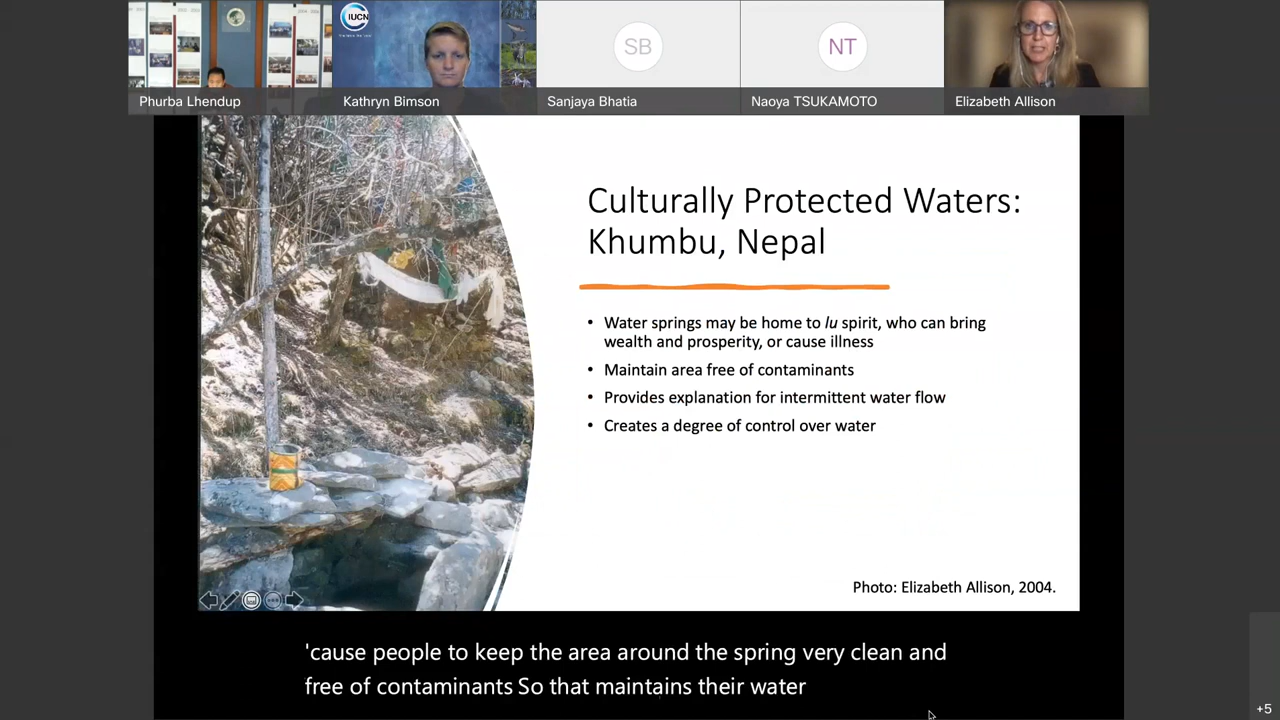 IUCN
SB
NT
Phurba Lhendup
Kathryn Bimson
Sanjaya Bhatia
Naoya TSUKAMOTO
Elizabeth Allison
Culturally Protected Waters:
Khumbu, Nepal
• Water springs may be home to lu spirit, who can bring
wealth and prosperity, or cause illness
• Maintain area free of contaminants
• Provides explanation for intermittent water flow
• Creates a degree of control over water
Photo: Elizabeth Allison, 2004.
'cause people to keep the area around the spring very clean and
free of contaminants So that maintains their water
+5